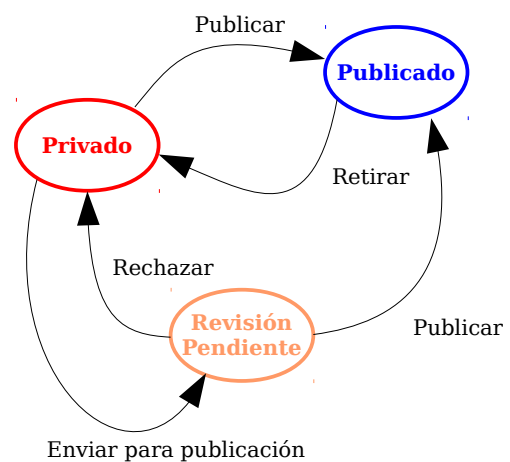 Publicar
Publicado
Privado
Retirar
Rechazar
Revisión
Pendiente
Publicar
Enviar para publicación